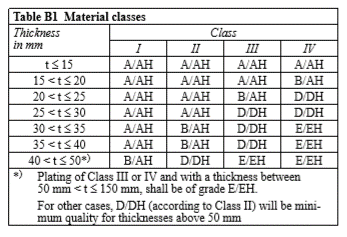 Table B1 Material classes
Thickness in mm Class
I II III IV
t ≤ 15 A/AH A/AH A/AH A/AH
15 < t ≤ 20 A/AH A/AH A/AH B/AH
20 < t ≤ 25 A/AH A/AH B/AH D/DH
25 < t ≤ 30 A/AH A/AH D/DH D/DH
30 < t ≤ 35 A/AH B/AH D/DH E/EH
35 < t ≤ 40 A/AH B/AH D/DH E/EH
40 < t ≤ 50*) B/AH D/DH E/EH E/EH
*) Plating of Class III or IV and with a thickness between
50 mm < t ≤ 150 mm, shall be of grade E/EH.
For other cases, D/DH (according to Class II) will be mini-
mum quality for thicknesses above 50 mm